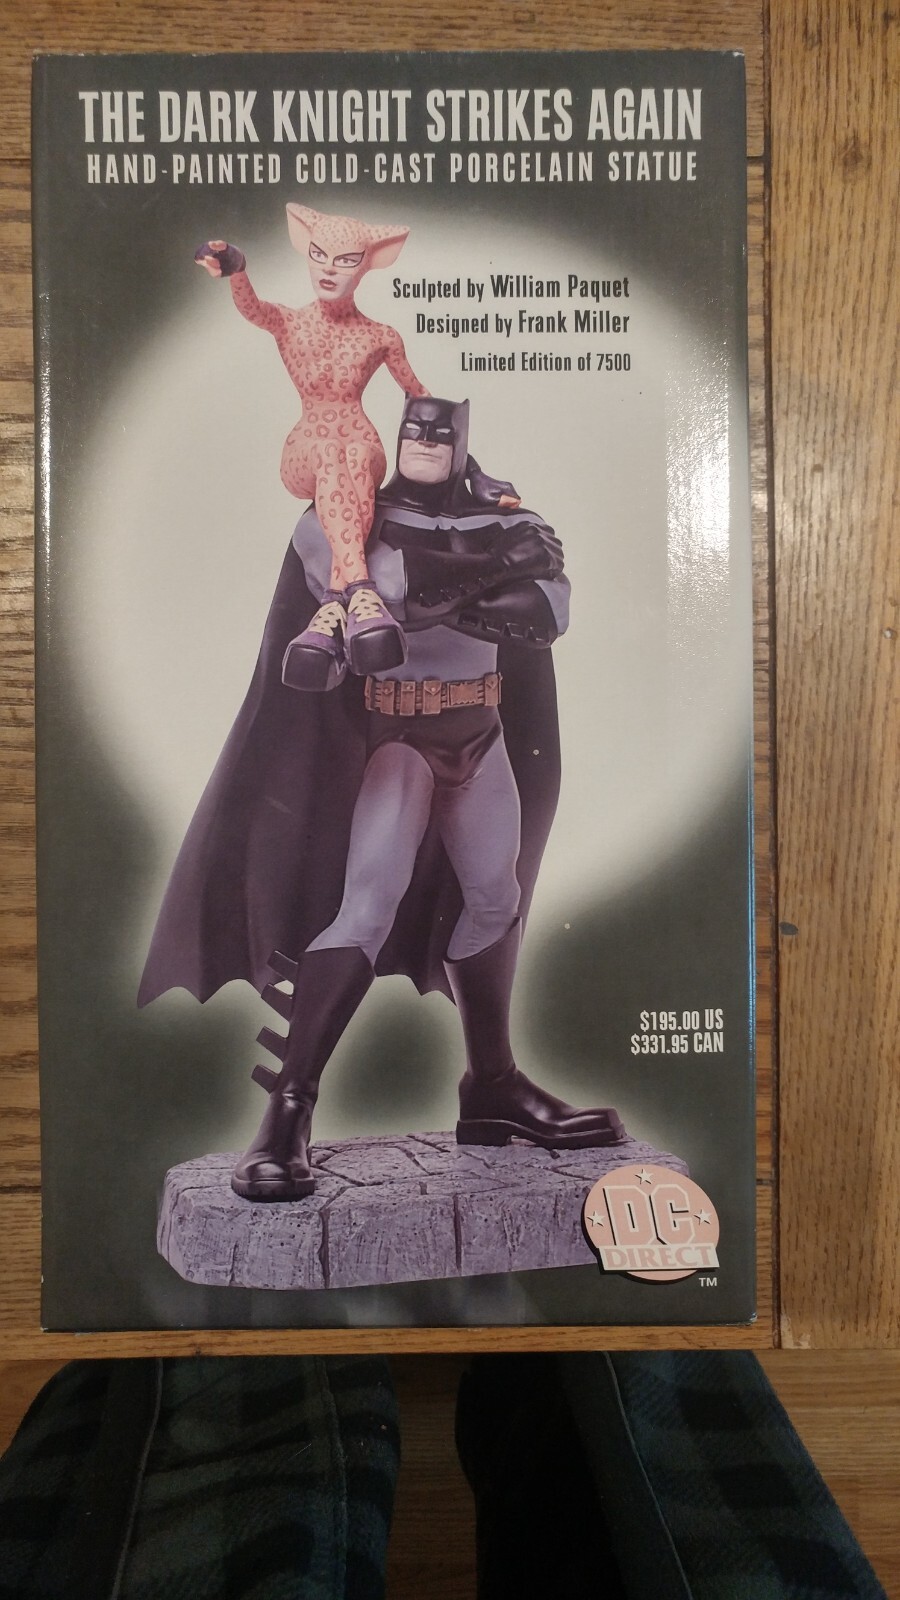 THE DARK KNIGHT STRIKES AGAIN
HAND-PAINTED COLD-CAST PORCELAIN STATUE
Sculpted by William Paquet
Designed by Frank Miller
Limited Edition of 7500
$195.00 US
$331.95 CAN
DC
DIRECT
TM